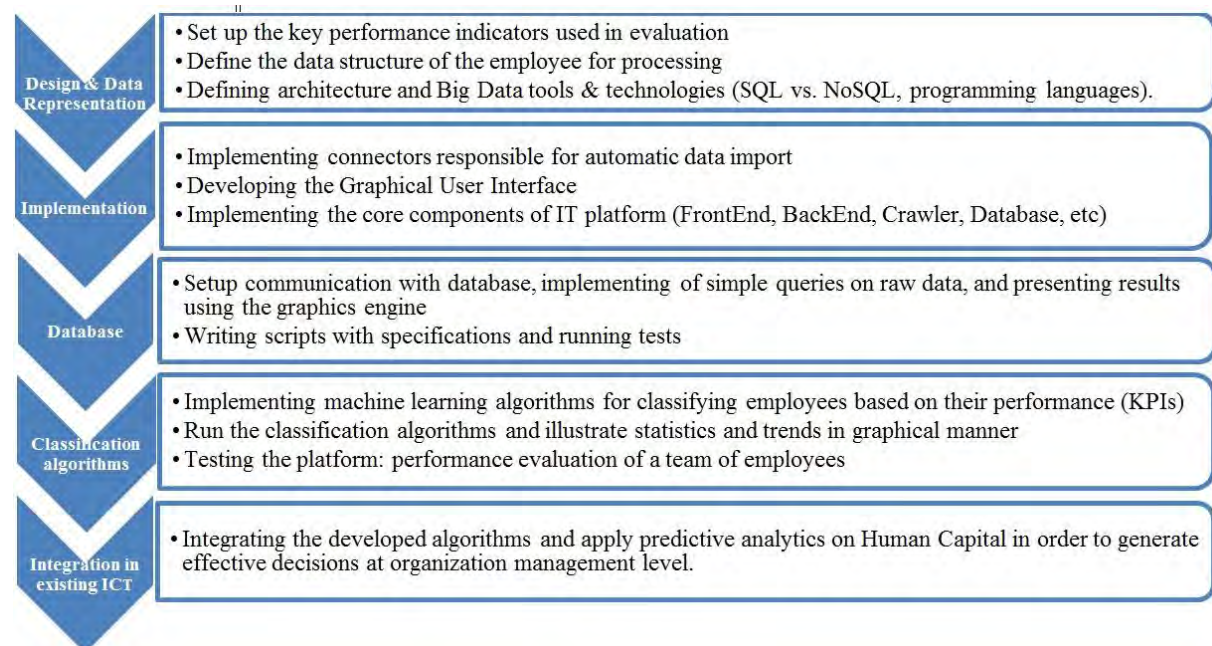 Design & Data
Representation
• Set up the key performance indicators used in evaluation
• Define the data structure of the employee for processing
• Defining architecture and Big Data tools & technologies (SQL vs. NoSQL, programming languages).
Implementation
• Implementing connectors responsible for automatic data import
• Developing the Graphical User Interface
• Implementing the core components of IT platform (FrontEnd, BackEnd, Crawler, Database, etc)
Database
• Setup communication with database, implementing of simple queries on raw data, and presenting results
using the graphics engine
• Writing scripts with specifications and running tests
Classification
algorithms
• Implementing machine learning algorithms for classifying employees based on their performance (KPIs)
• Run the classification algorithms and illustrate statistics and trends in graphical manner
• Testing the platform: performance evaluation of a team of employees
Integration in
existing ICT
• Integrating the developed algorithms and apply predictive analytics on Human Capital in order to generate
effective decisions at organization management level.